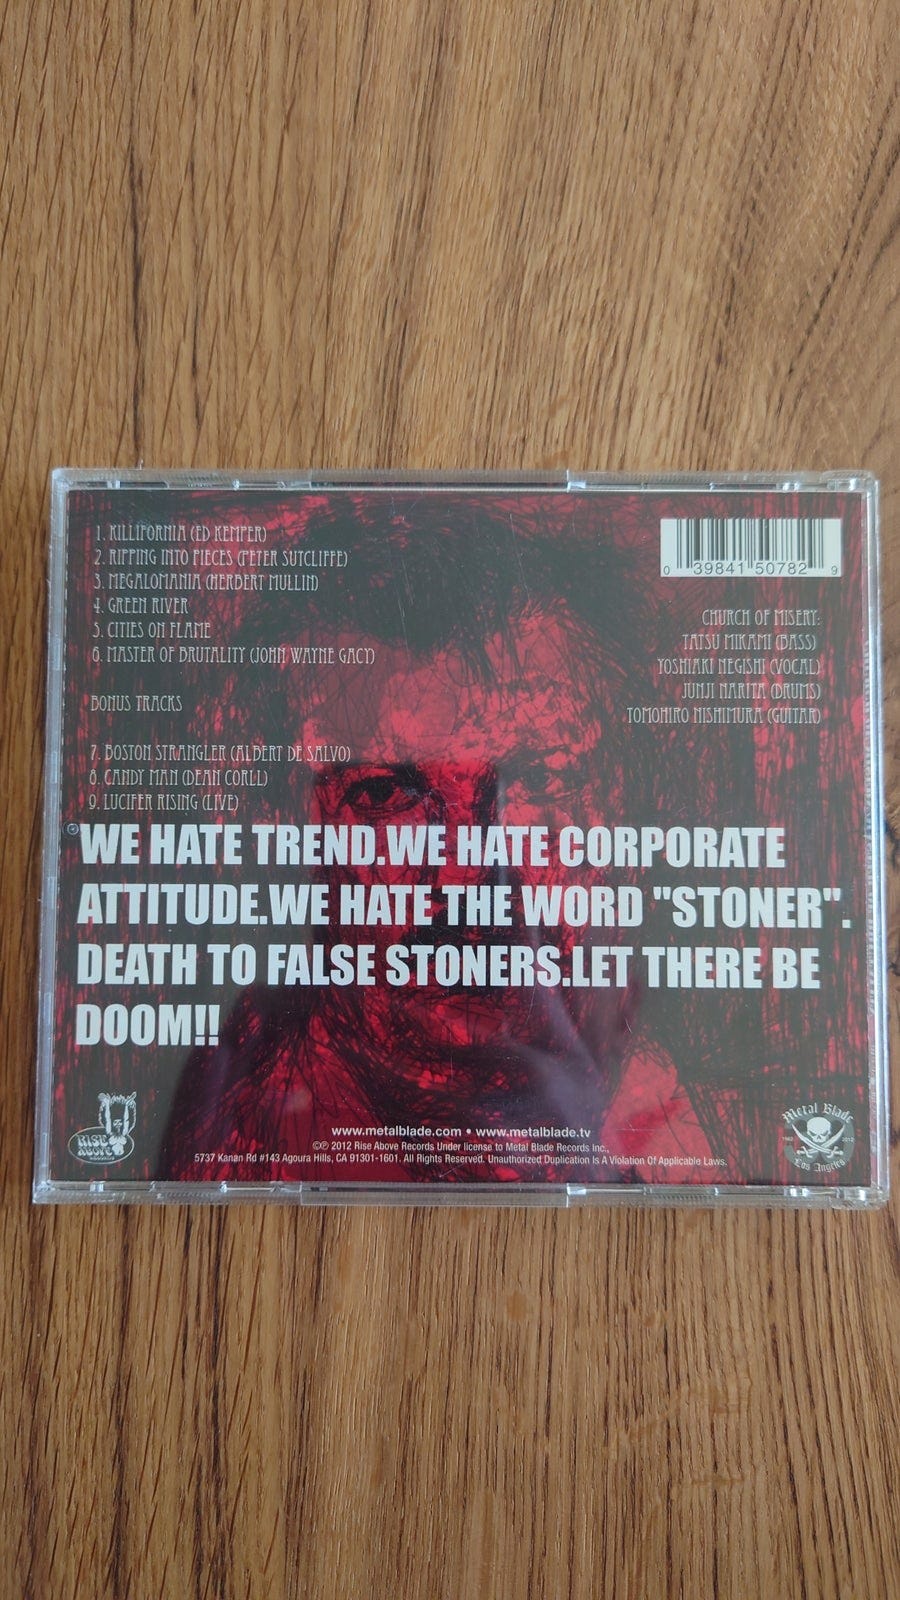 1. KILLIFORNIA (ED KEMPER)
2. RIPPING INTO PIECES (PETER SUTCLIFFE)
3. MEGALOMANIA (HERBERT MULLIN)
4. GREEN RIVER
5. CITIES ON FLAME
6. MASTER OF BRUTALITY (JOHN WAYNE GACY)
BONUS TRACKS
7. BOSTON STRANGLER (ALBERT DE SALVO)
8. CANDY MAN (DEAN CORLL)
9. LUCIFER RISING (LIVE)
0 39841 50782 9
CHURCH OF MISERY:
TATSU MIKAMI (BASS)
YOSHIAKI NEGISHI (VOCAL)
JUNJI NARITA (DRUMS)
TOMOHIRO NISHIMURA (GUITAR)
WE HATE TREND.WE HATE CORPORATE
ATTITUDE.WE HATE THE WORD "STONER".
DEATH TO FALSE STONERS.LET THERE BE
DOOM!!
RISE
ABOVE
www.metalblade.com • www.metalblade.tv
©℗ 2012 Rise Above Records Under license to Metal Blade Records Inc.,
5737 Kanan Rd #143 Agoura Hills, CA 91301-1601. All Rights Reserved. Unauthorized Duplication is A Violation Of Applicable Laws.
Metal Blade
1982 2012
Los Angeles